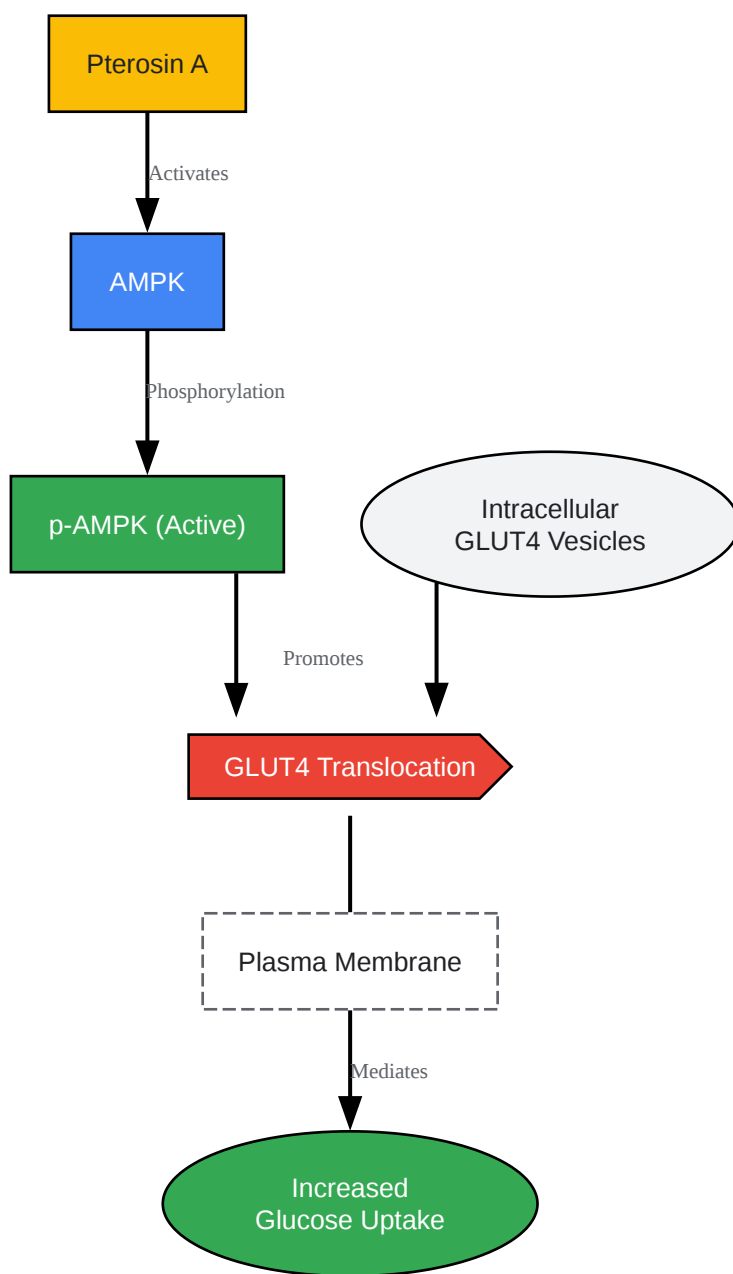 Pterosin A
Activates
AMPK
Phosphorylation
p-AMPK (Active)
Intracellular
GLUT4 Vesicles
Promotes
GLUT4 Translocation
Plasma Membrane
Mediates
Increased
Glucose Uptake